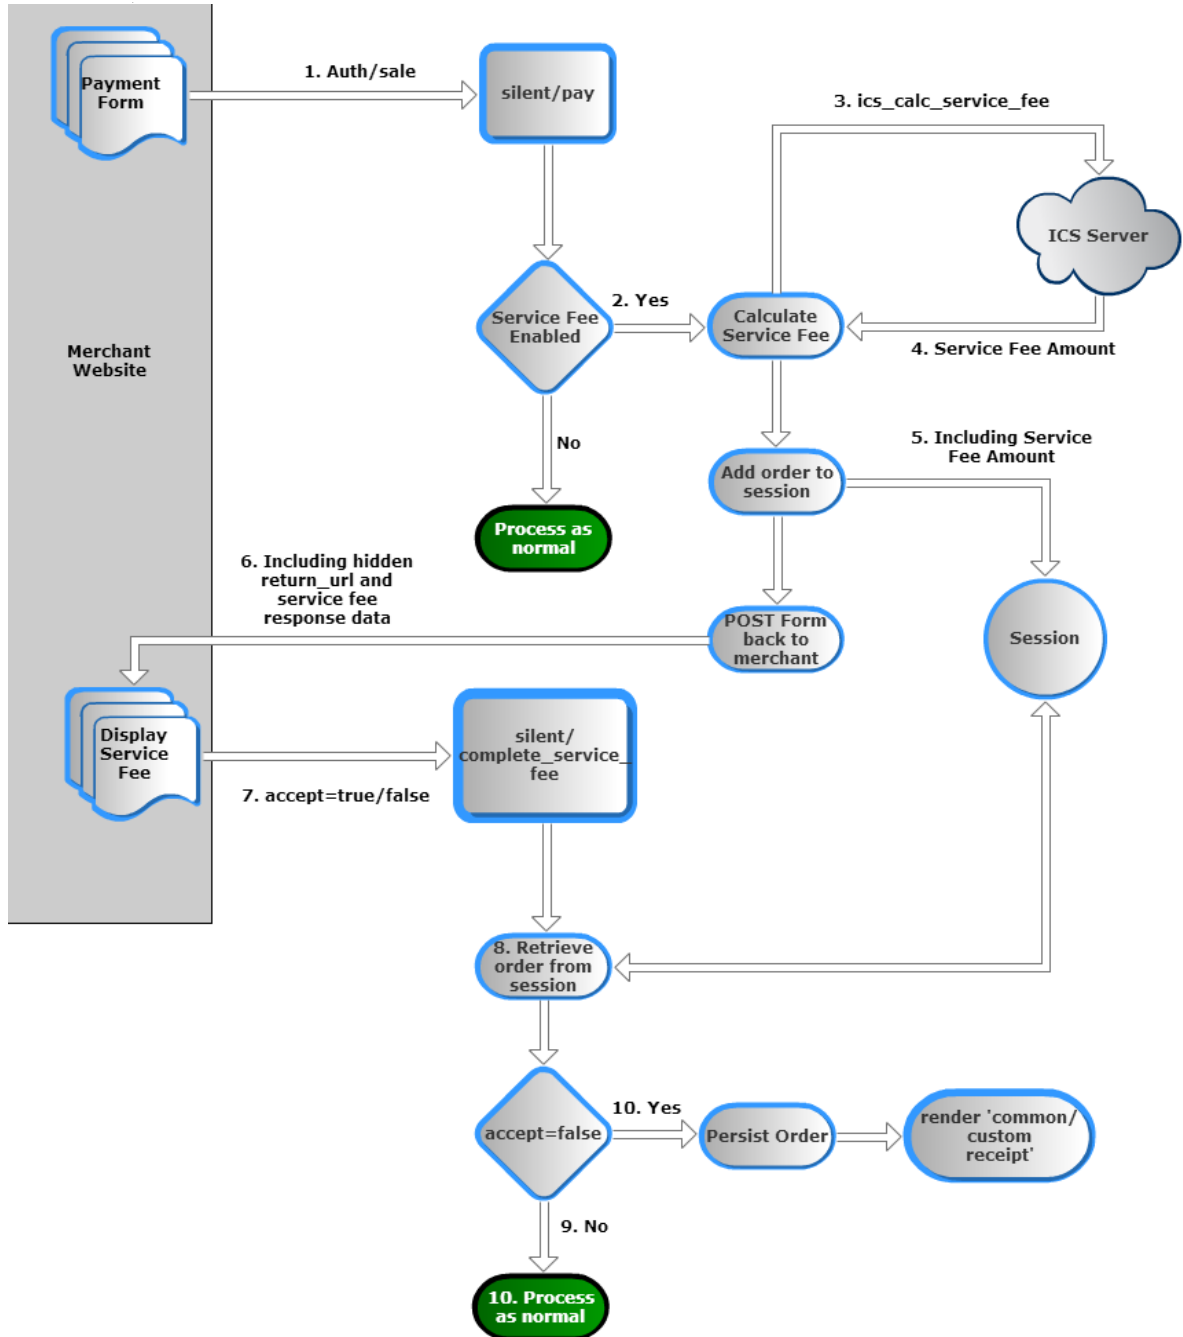 Payment
Form
1. Auth/sale
silent/pay
3. ics_calc_service_fee
ICS Server
Service Fee
Enabled
2. Yes
Calculate
Service Fee
4. Service Fee Amount
Merchant
Website
No
5. Including Service
Fee Amount
Add order to
session
Process as
normal
6. Including hidden
return_url and
service fee
response data
POST Form
back to
merchant
Session
Display
Service
Fee
7. accept=true/false
silent/
complete_service_
fee
8. Retrieve
order from
session
accept=false
10. Yes
Persist Order
render 'common/
custom
receipt'
9. No
10. Process
as normal